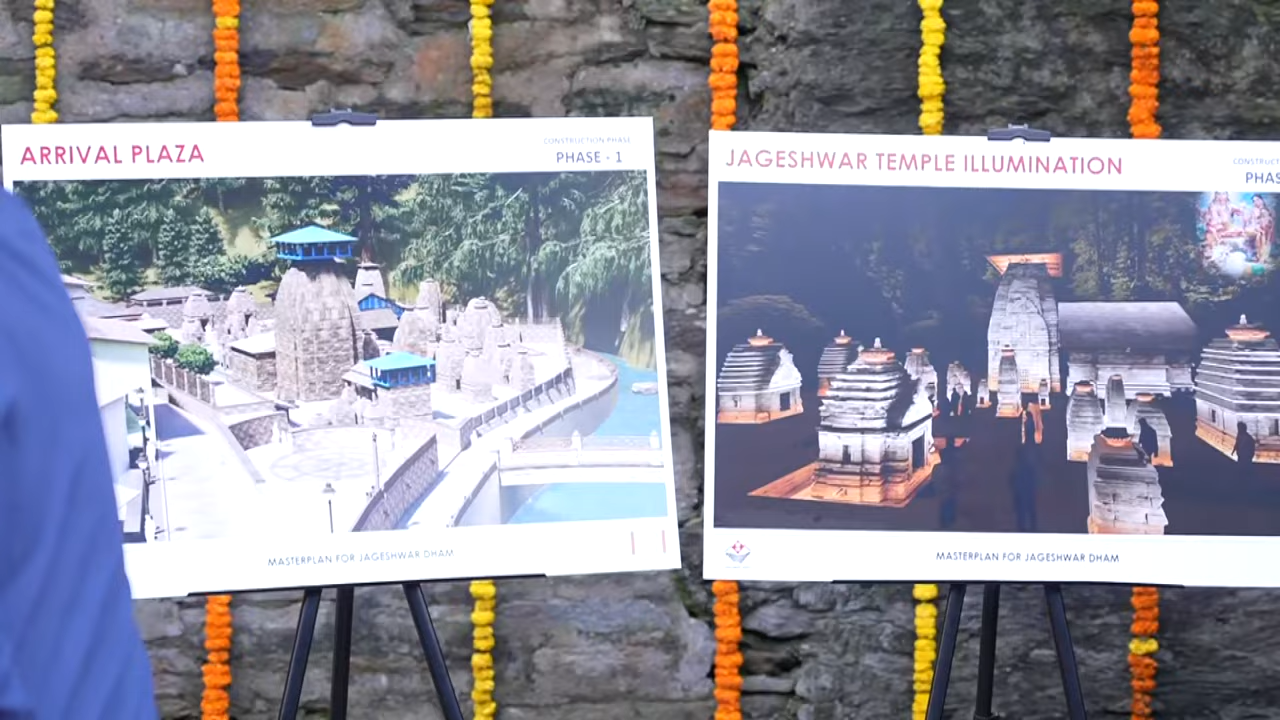 ARRIVAL PLAZA
CONSTRUCTION PHASE
PHASE - 1
MASTERPLAN FOR JAGESHWAR DHAM
JAGESHWAR TEMPLE ILLUMINATION
MASTERPLAN FOR JAGESHWAR DHAM